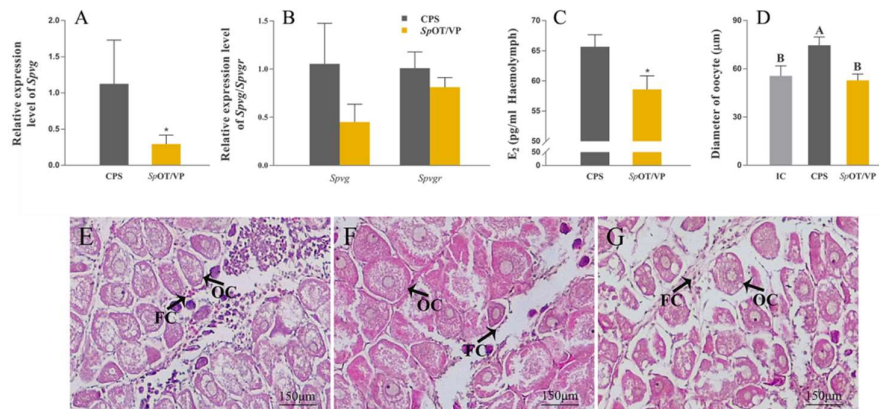 A
Relative expression
level of Spvg
2.0
1.5
1.0
0.5
0.0
*
CPS
SpOT/VP
B
CPS
SpOT/VP
Relative expression level
of Spvg/Spvgr
1.5
1.0
0.5
0.0
Spvg
Spvgr
C
E2 (pg/ml Haemolymph)
70
65
60
55
50
50
0
*
CPS
SpOT/VP
D
Diameter of oocyte (μm)
90
60
30
0
B
A
B
IC
CPS
SpOT/VP
E
OC
FC
150μm
F
OC
FC
150μm
G
FC
OC
150μm